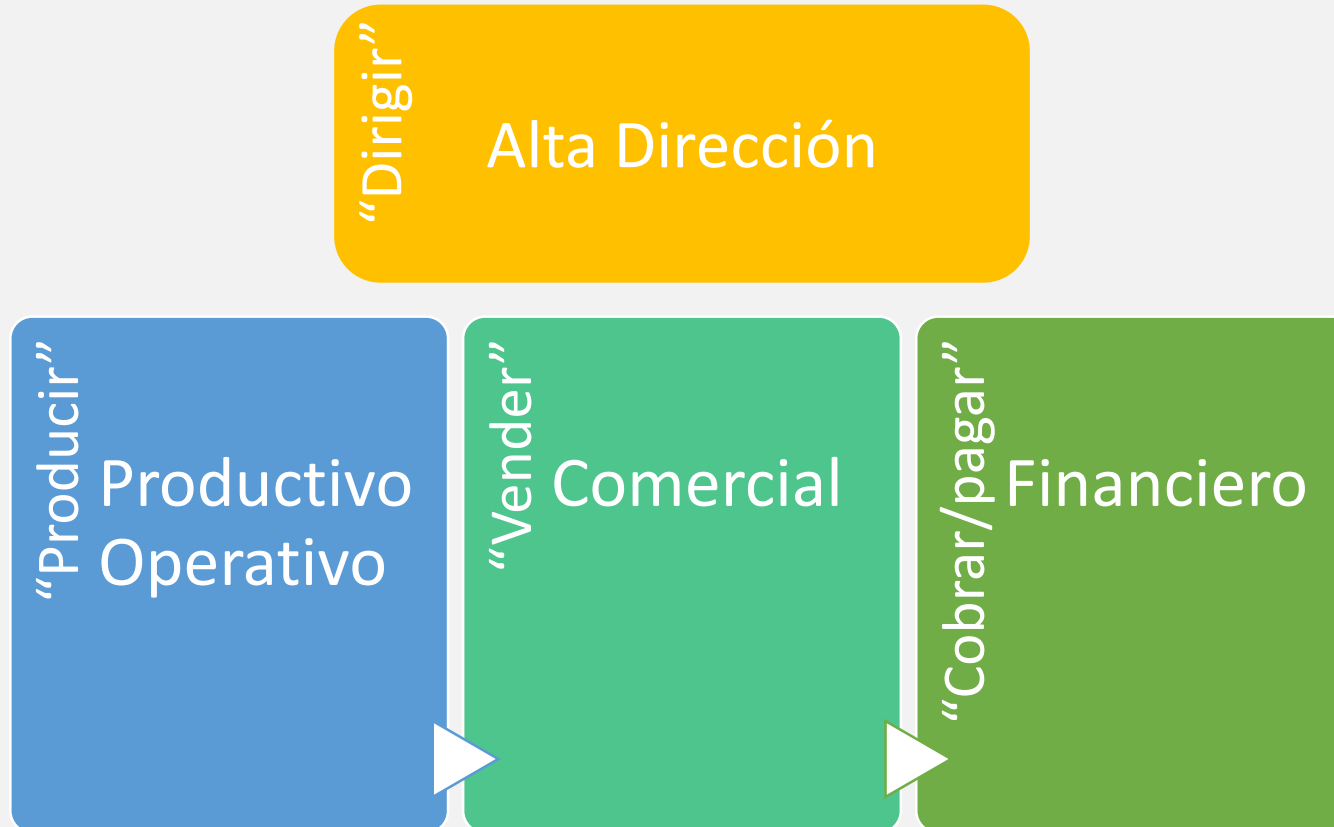 “Dirigir”
Alta Dirección
“Producir”
Productivo
Operativo
“Vender”
Comercial
“Cobrar/pagar”
Financiero